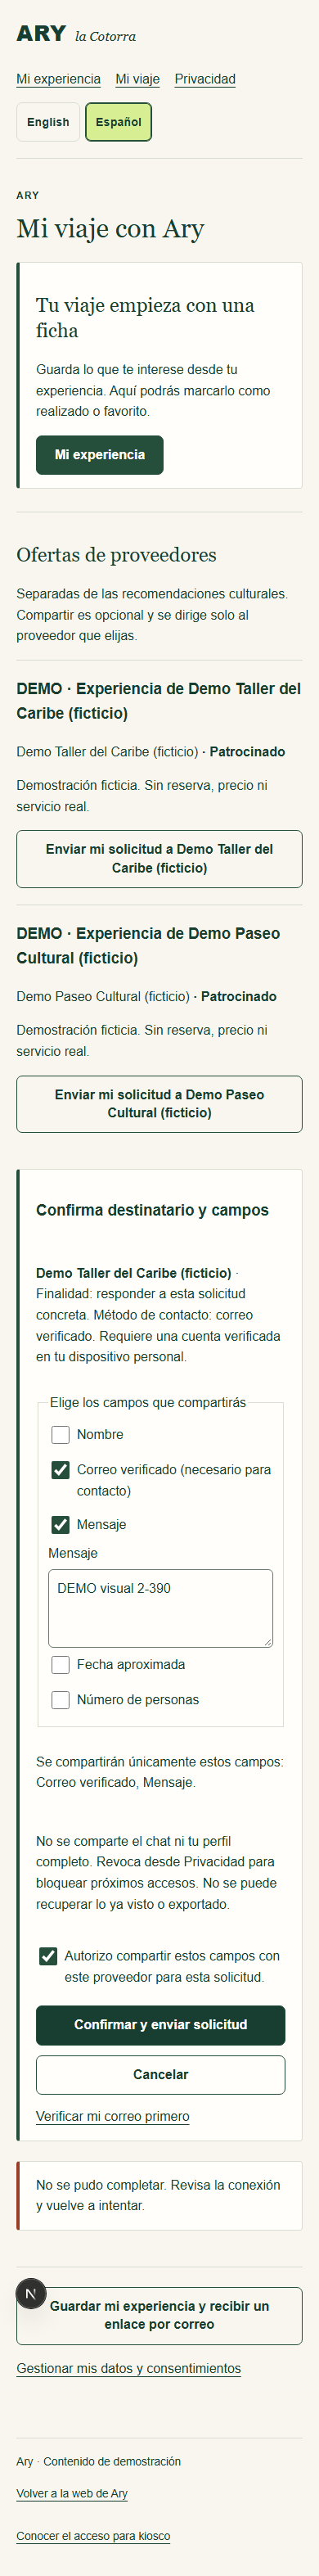 ARY la Cotorra
Mi experiencia Mi viaje Privacidad
English Español
ARY
Mi viaje con Ary
Tu viaje empieza con una
ficha
Guarda lo que te interese desde tu
experiencia. Aquí podrás marcarlo como
realizado o favorito.
Mi experiencia
Ofertas de proveedores
Separadas de las recomendaciones culturales.
Compartir es opcional y se dirige solo al
proveedor que elijas.
DEMO · Experiencia de Demo Taller del
Caribe (ficticio)
Demo Taller del Caribe (ficticio) · Patrocinado
Demostración ficticia. Sin reserva, precio ni
servicio real.
Enviar mi solicitud a Demo Taller del
Caribe (ficticio)
DEMO · Experiencia de Demo Paseo
Cultural (ficticio)
Demo Paseo Cultural (ficticio) · Patrocinado
Demostración ficticia. Sin reserva, precio ni
servicio real.
Enviar mi solicitud a Demo Paseo
Cultural (ficticio)
Confirma destinatario y campos
Demo Taller del Caribe (ficticio) ·
Finalidad: responder a esta solicitud
concreta. Método de contacto: correo
verificado. Requiere una cuenta verificada
en tu dispositivo personal.
Elige los campos que compartirás
Nombre
Correo verificado (necesario para
contacto)
Mensaje
Mensaje
DEMO visual 2-390
Fecha aproximada
Número de personas
Se compartirán únicamente estos campos:
Correo verificado, Mensaje.
No se comparte el chat ni tu perfil
completo. Revoca desde Privacidad para
bloquear próximos accesos. No se puede
recuperar lo ya visto o exportado.
Autorizo compartir estos campos con
este proveedor para esta solicitud.
Confirmar y enviar solicitud
Cancelar
Verificar mi correo primero
No se pudo completar. Revisa la conexión
y vuelve a intentar.
N
Guardar mi experiencia y recibir un
enlace por correo
Gestionar mis datos y consentimientos
Ary · Contenido de demostración
Volver a la web de Ary
Conocer el acceso para kiosco